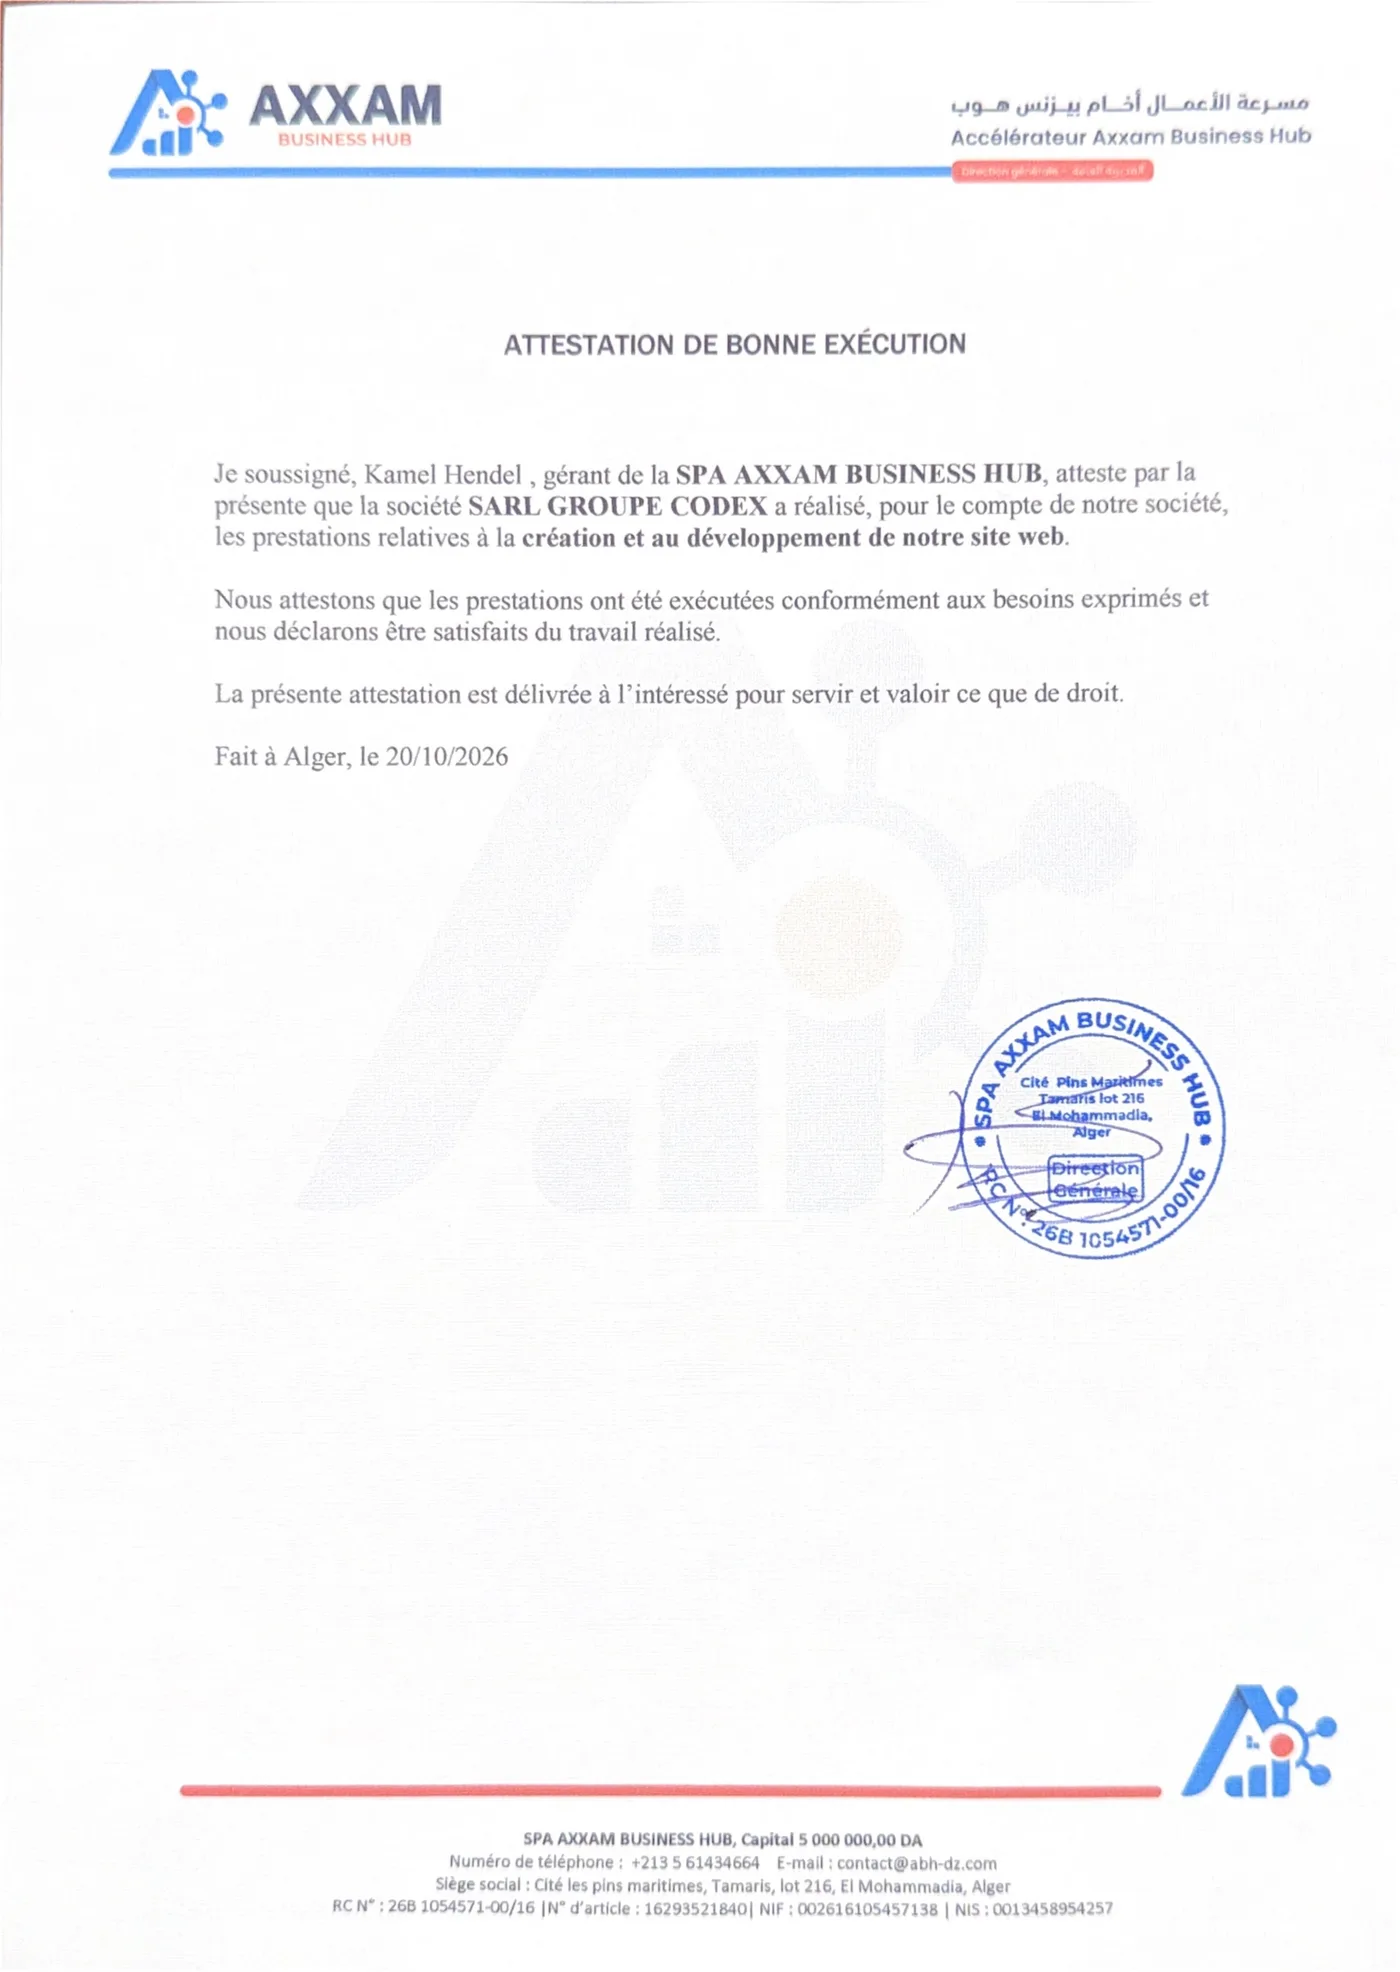 AXXAM
BUSINESS HUB
مسرعة الأعمال أخام بيزنس هوب
Accélérateur Axxam Business Hub
Direction générale - المديرية العامة
ATTESTATION DE BONNE EXÉCUTION
Je soussigné, Kamel Hendel , gérant de la SPA AXXAM BUSINESS HUB, atteste par la
présente que la société SARL GROUPE CODEX a réalisé, pour le compte de notre société,
les prestations relatives à la création et au développement de notre site web.
Nous attestons que les prestations ont été exécutées conformément aux besoins exprimés et
nous déclarons être satisfaits du travail réalisé.
La présente attestation est délivrée à l’intéressé pour servir et valoir ce que de droit.
Fait à Alger, le 20/10/2026
• SPA AXXAM BUSINESS HUB •
Cité Pins Maritimes
Tamaris lot 216
El Mohammadia,
Alger
Direction
Générale
RC N° : 26B 1054571-00/16
SPA AXXAM BUSINESS HUB, Capital 5 000 000,00 DA
Numéro de téléphone : +213 5 61434664 E-mail : contact@abh-dz.com
Siège social : Cité les pins maritimes, Tamaris, lot 216, El Mohammadia, Alger
RC N° : 26B 1054571-00/16 |N° d'article : 16293521840| NIF : 002616105457138 | NIS : 0013458954257